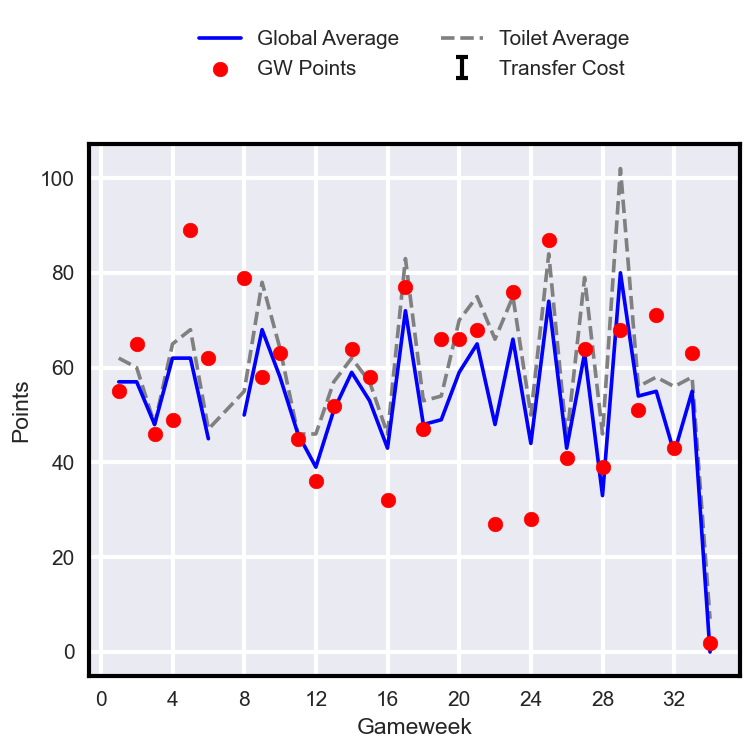 Global Average
Toilet Average
GW Points
Transfer Cost
100
80
60
40
20
0
Points
0 4 8 12 16 20 24 28 32
Gameweek